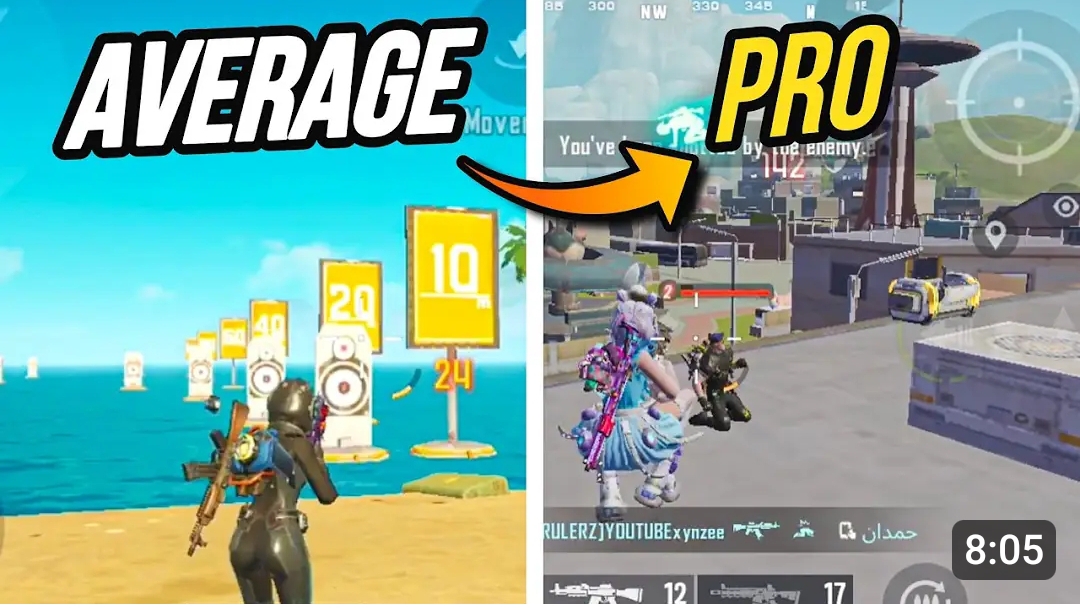 AVERAGE
PRO
300
NW
330
345
N
You've
by the enemy.
142
10
20
40
24
2
RULERZ]YOUTUBExynzee
حمدان
12
17
8:05